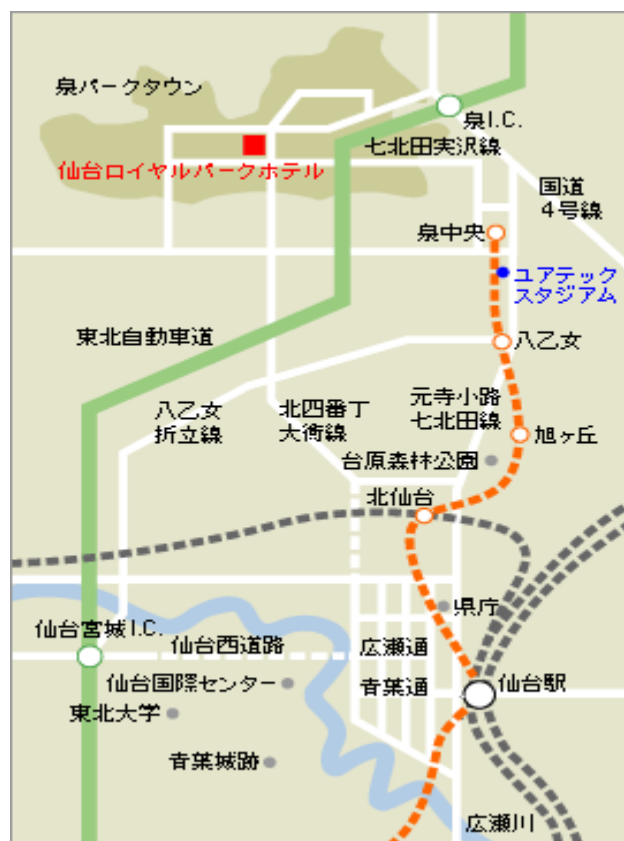 泉パークタウン
泉I.C.
七北田実沢線
仙台ロイヤルパークホテル
国道
4号線
泉中央
ユアテック
スタジアム
東北自動車道
八乙女
八乙女
折立線
北四番丁
大衡線
元寺小路
七北田線
旭ヶ丘
台原森林公園
北仙台
県庁
仙台宮城I.C.
仙台西道路
広瀬通
仙台国際センター
青葉通
仙台駅
東北大学
青葉城跡
広瀬川